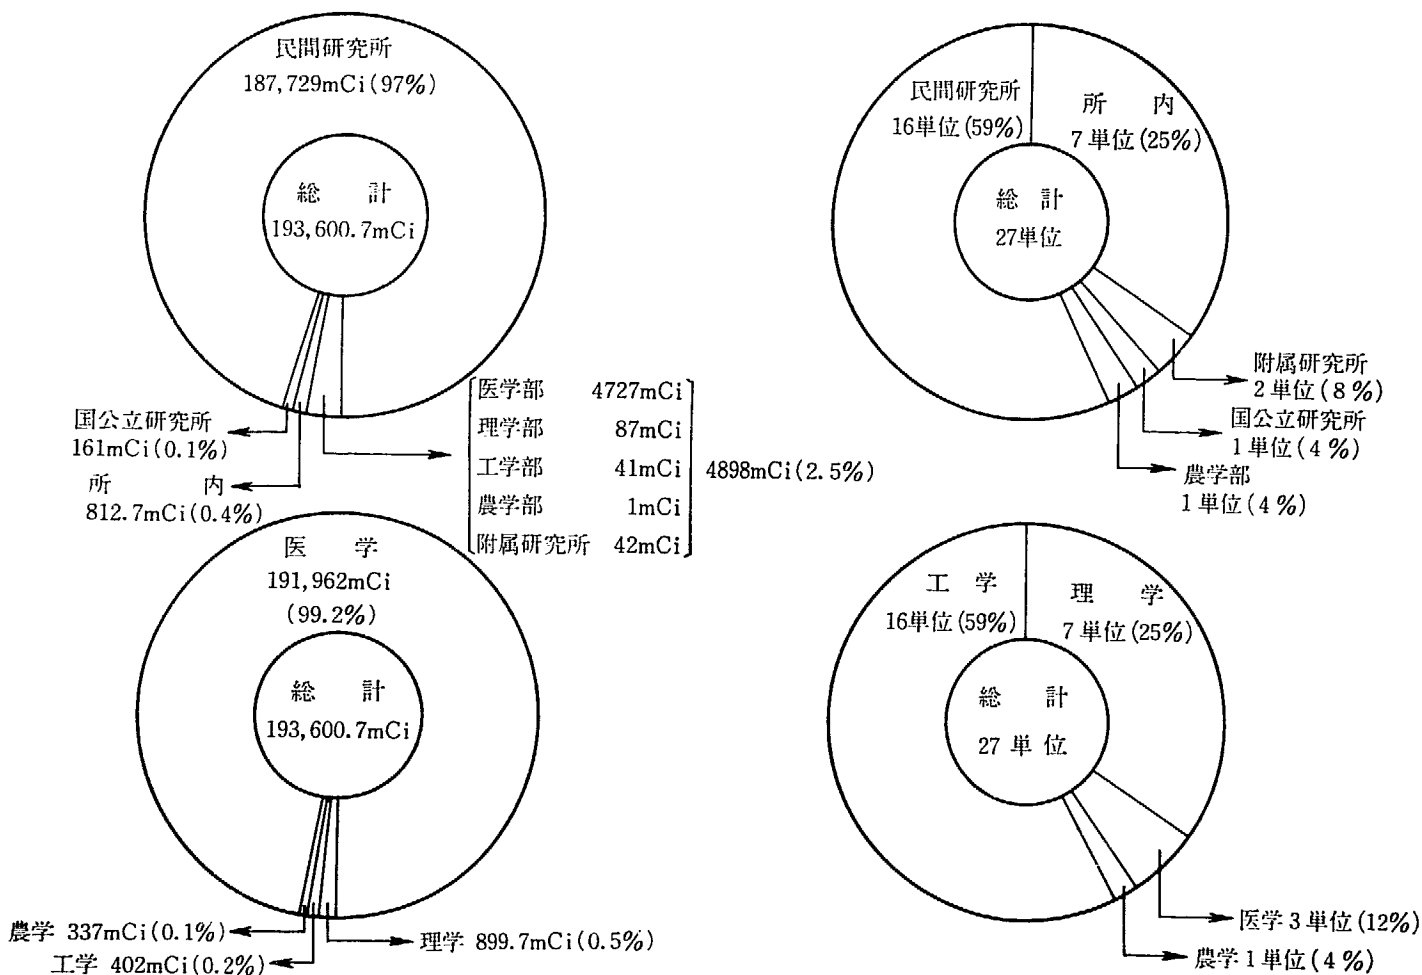 民間研究所
187,729mCi(97%)
総 計
193,600.7mCi
国公立研究所
161mCi(0.1%)
所 内
812.7mCi(0.4%)
医学部 4727mCi
理学部 87mCi
工学部 41mCi
農学部 1mCi
附属研究所 42mCi
4898mCi(2.5%)
民間研究所
16単位(59%)
所 内
7単位(25%)
総 計
27単位
附属研究所
2単位(8%)
国公立研究所
1単位(4%)
農学部
1単位(4%)
医 学
191,962mCi
(99.2%)
総 計
193,600.7mCi
農学 337mCi(0.1%)
工学 402mCi(0.2%)
理学 899.7mCi(0.5%)
工 学
16単位(59%)
理 学
7単位(25%)
総 計
27単位
医学3単位(12%)
農学1単位(4%)